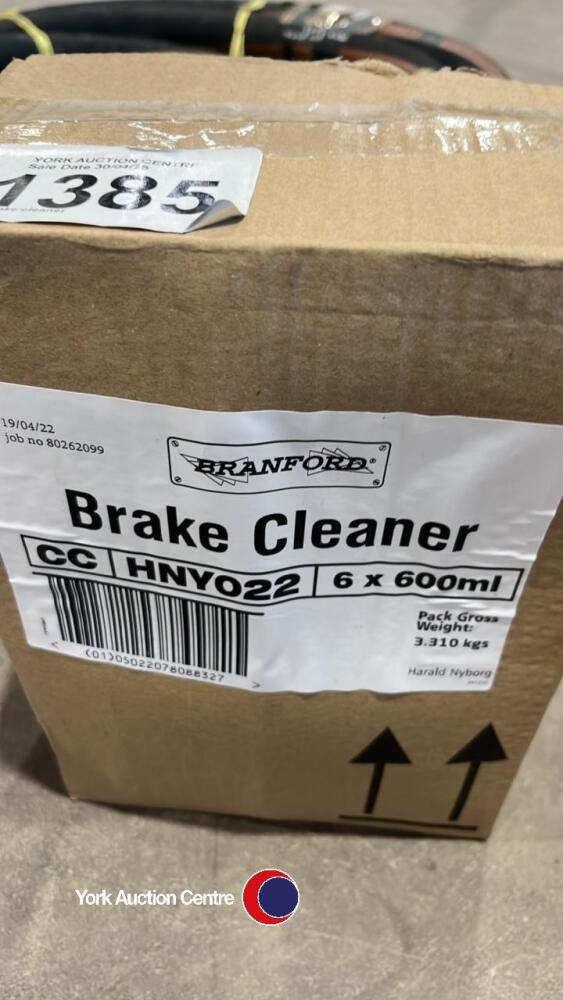 YORK AUCTION CENTRE
Sale Date 30/04/25
1385
cleaner
19/04/22
job no 80262099
BRANFORD®
Brake Cleaner
CC HNY022 6 x 600ml
Pack Gross
Weight:
3.310 kgs
(01)05022078088327
Harald Nyborg
York Auction Centre